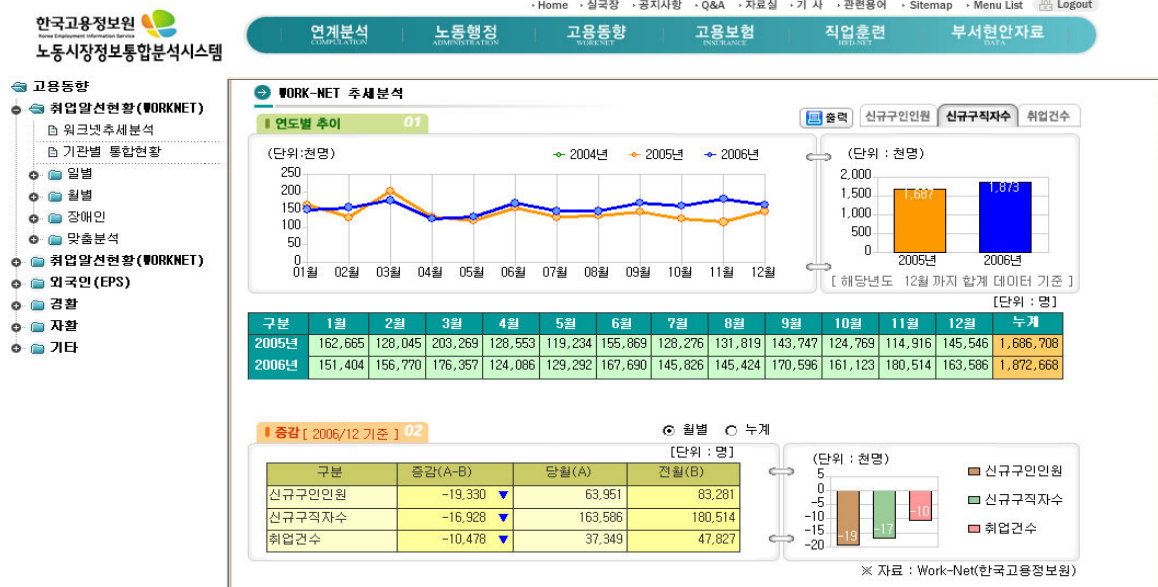 Home 실국장 공지사항 Q&A 자료실 기 사 관련용어 Sitemap Menu List Logout
한국고용정보원
Korea Employment Information Service
노동시장정보통합분석시스템
연계분석 노동행정 고용동향 고용보험 직업훈련 부서현안자료
COMPULATION ADMINISTRATION WORKNET INSURANCE HRD-NET DATA
고용동향
취업알선현황(WORKNET)
워크넷추세분석
기관별 통합현황
일별
월별
장애인
맞춤분석
취업알선현황(WORKNET)
외국인(EPS)
경활
자활
기타
WORK-NET 추세분석
연도별 추이 01
출력 신규구인인원 신규구직자수 취업건수
(단위:천명) 2004년 2005년 2006년
250
200
150
100
50
0
01월 02월 03월 04월 05월 06월 07월 08월 09월 10월 11월 12월
(단위 : 천명)
2,000
1,500
1,000
500
0
1,687 1,873
2005년 2006년
[ 해당년도 12월 까지 합계 데이터 기준 ]
[단위 : 명]
구분 1월 2월 3월 4월 5월 6월 7월 8월 9월 10월 11월 12월 누계
2005년 162,665 128,045 203,269 128,553 119,234 155,869 128,276 131,819 143,747 124,769 114,916 145,546 1,686,708
2006년 151,404 156,770 176,357 124,086 129,292 167,690 145,826 145,424 170,596 161,123 180,514 163,586 1,872,668
증감 [ 2006/12 기준 ] 02
월별 누계
[단위 : 명]
구분 증감(A-B) 당월(A) 전월(B)
신규구인인원 -19,330 ▼ 63,951 83,281
신규구직자수 -16,928 ▼ 163,586 180,514
취업건수 -10,478 ▼ 37,349 47,827
(단위 : 천명)
5
0
-5
-10
-15
-20
-19 -17 -10
신규구인인원
신규구직자수
취업건수
※ 자료 : Work-Net(한국고용정보원)